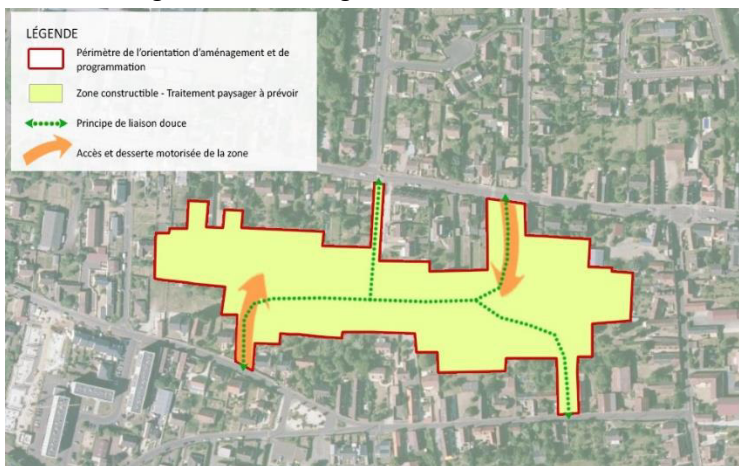 LÉGENDE
Périmètre de l'orientation d'aménagement et de
programmation
Zone constructible - Traitement paysager à prévoir
Principe de liaison douce
Accès et desserte motorisée de la zone